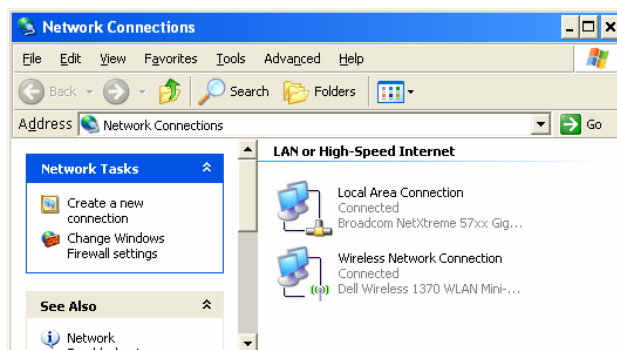 Network Connections
File Edit View Favorites Tools Advanced Help
Back Search Folders
Address Network Connections Go
Network Tasks
Create a new
connection
Change Windows
Firewall settings
See Also
Network
LAN or High-Speed Internet
Local Area Connection
Connected
Broadcom NetXtreme 57xx Gig...
Wireless Network Connection
Connected
Dell Wireless 1370 WLAN Mini-...